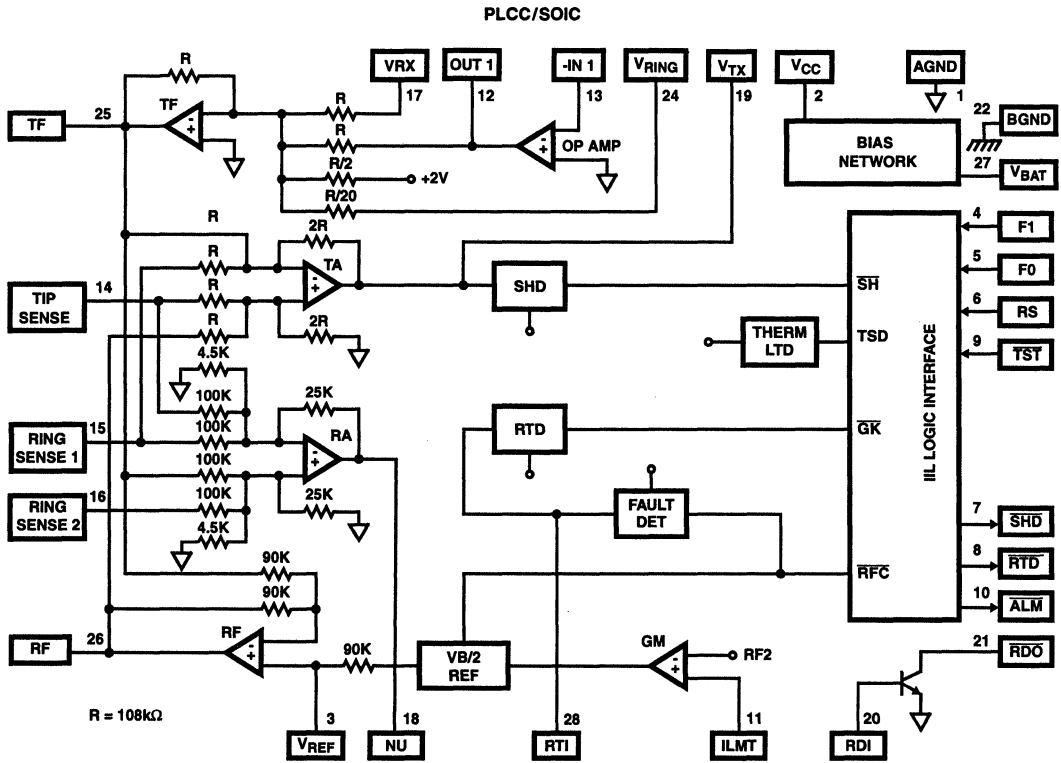 PLCC/SOIC
R
VRX
OUT 1
-IN 1
VRING
VTX
VCC
AGND
17
12
13
24
19
2
1
TF
25
TF
-
+
R
R
R/2
+2V
R/20
-
+
OP AMP
BIAS
NETWORK
22
BGND
27
VBAT
R
2R
R
TA
-
+
TIP
SENSE
14
R
R
2R
SHD
SH
THERM
LTD
TSD
IIL LOGIC INTERFACE
4
F1
5
F0
6
RS
9
TST
4.5K
100K
25K
RING
SENSE 1
15
100K
RA
-
+
RTD
GK
100K
RING
SENSE 2
16
100K
25K
4.5K
FAULT
DET
7
SHD
8
RTD
10
ALM
RFC
90K
90K
RF
26
RF
-
+
90K
VB/2
REF
GM
-
+
RF2
21
RDO
R = 108kΩ
3
VREF
18
NU
28
RTI
11
ILMT
20
RDI